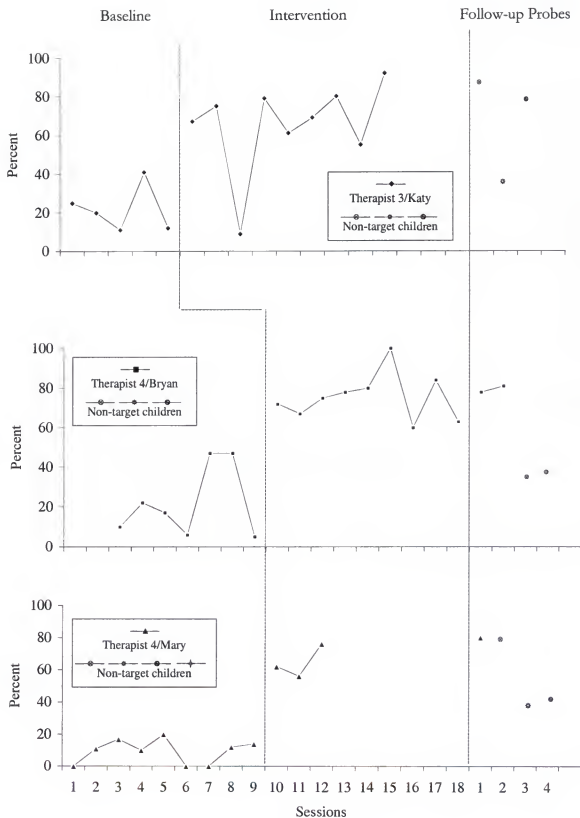 Baseline Intervention Follow-up Probes
100
80
60
40
20
0
Percent
Therapist 3/Katy
Non-target children
100
80
60
40
20
0
Percent
Therapist 4/Bryan
Non-target children
100
80
60
40
20
0
Percent
Therapist 4/Mary
Non-target children
1 2 3 4 5 6 7 8 9 10 11 12 13 14 15 16 17 18 1 2 3 4
Sessions